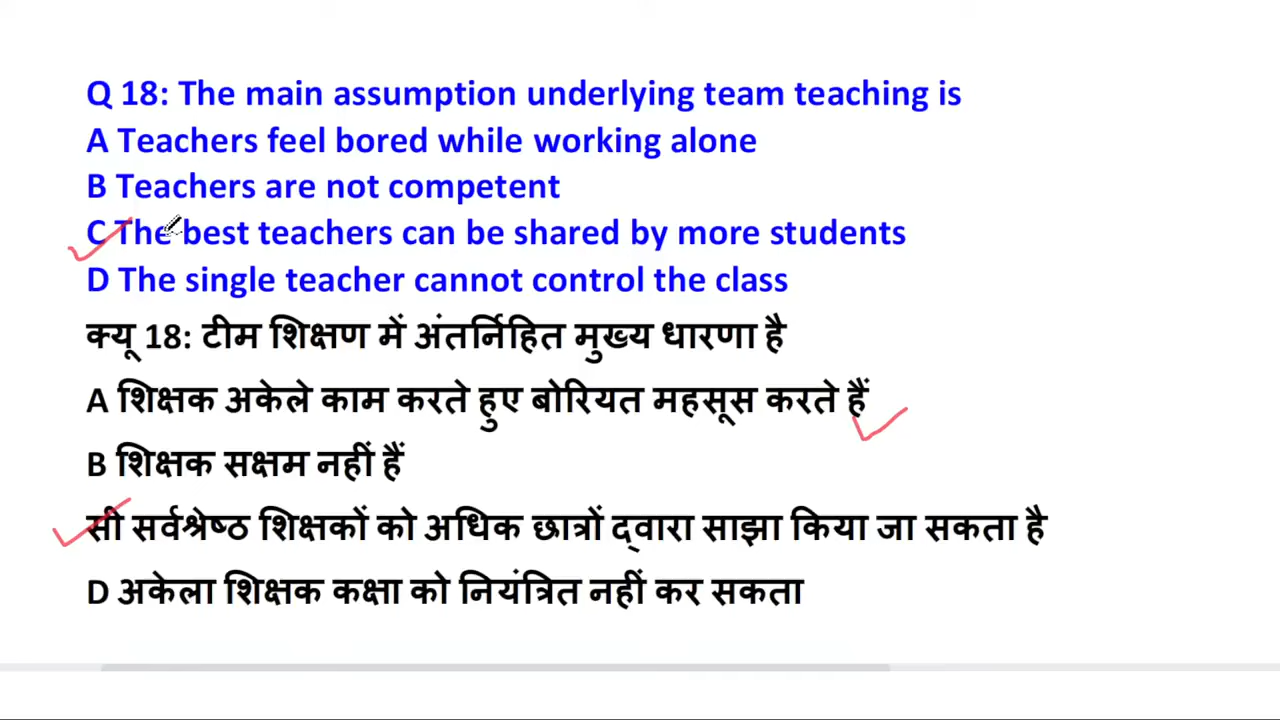 Q 18: The main assumption underlying team teaching is
A Teachers feel bored while working alone
B Teachers are not competent
C The best teachers can be shared by more students
D The single teacher cannot control the class
क्यू 18: टीम शिक्षण में अंतर्निहित मुख्य धारणा है
A शिक्षक अकेले काम करते हुए बोरियत महसूस करते हैं
B शिक्षक सक्षम नहीं हैं
सी सर्वश्रेष्ठ शिक्षकों को अधिक छात्रों द्वारा साझा किया जा सकता है
D अकेला शिक्षक कक्षा को नियंत्रित नहीं कर सकता